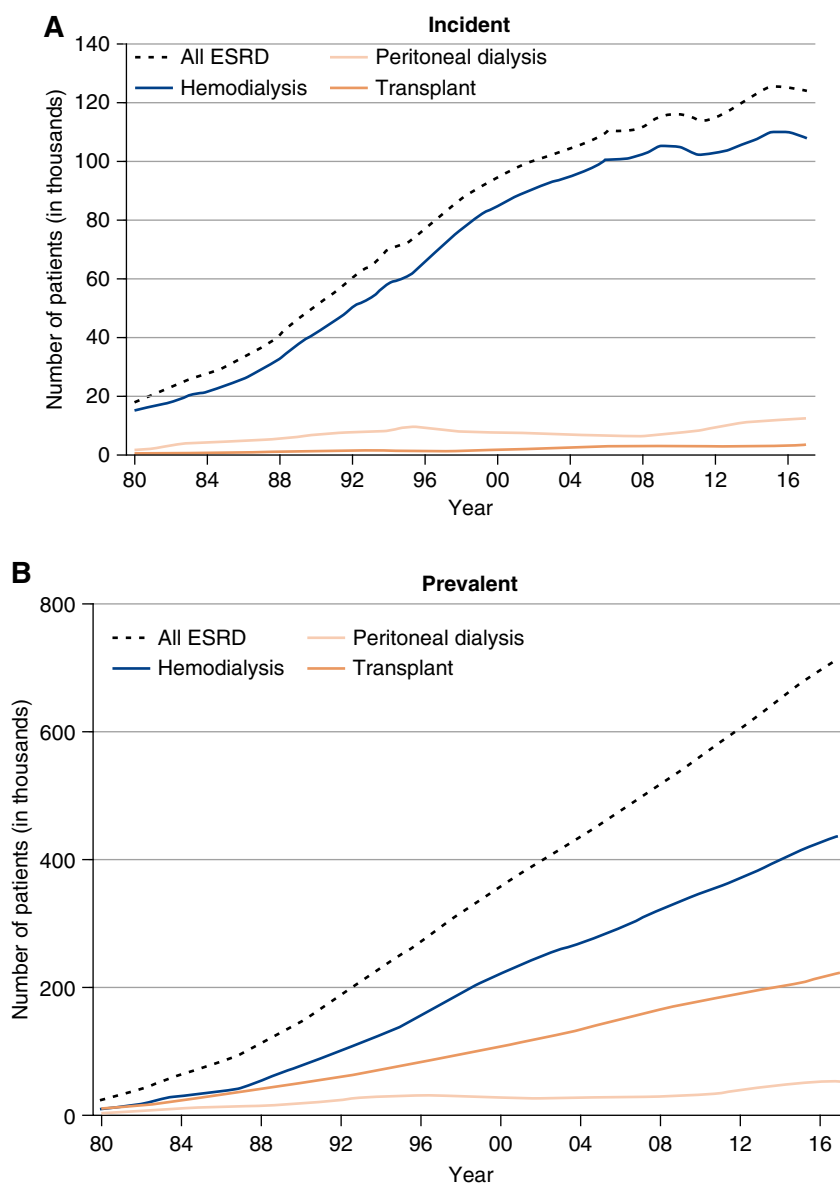 A
Incident
All ESRD
Peritoneal dialysis
Hemodialysis
Transplant
Number of patients (in thousands)
140
120
100
80
60
40
20
0
80 84 88 92 96 00 04 08 12 16
Year
B
Prevalent
All ESRD
Peritoneal dialysis
Hemodialysis
Transplant
Number of patients (in thousands)
800
600
400
200
0
80 84 88 92 96 00 04 08 12 16
Year